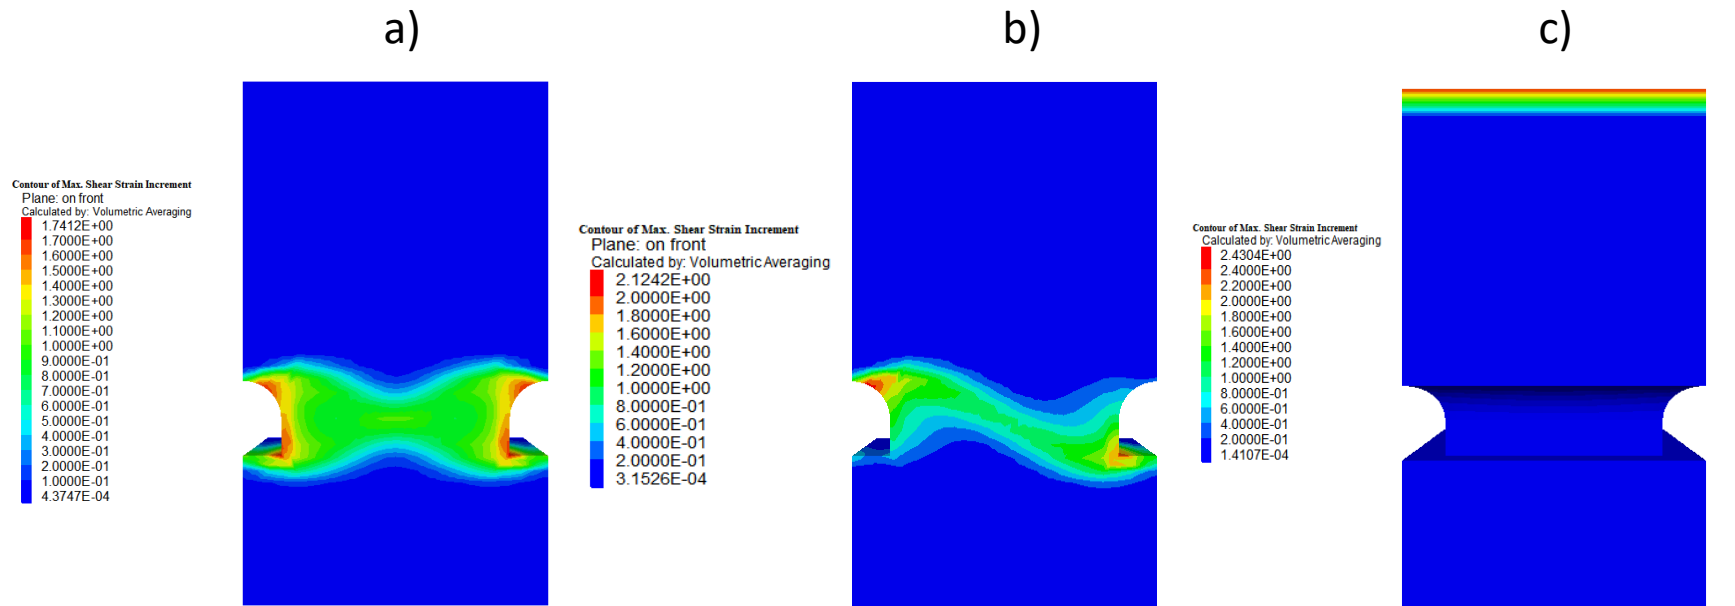 a)
b)
c)
Contour of Max. Shear Strain Increment
Plane: on front
Calculated by: Volumetric Averaging
1.7412E+00
1.7000E+00
1.6000E+00
1.5000E+00
1.4000E+00
1.3000E+00
1.2000E+00
1.1000E+00
1.0000E+00
9.0000E-01
8.0000E-01
7.0000E-01
6.0000E-01
5.0000E-01
4.0000E-01
3.0000E-01
2.0000E-01
1.0000E-01
4.3747E-04
Contour of Max. Shear Strain Increment
Plane: on front
Calculated by: Volumetric Averaging
2.1242E+00
2.0000E+00
1.8000E+00
1.6000E+00
1.4000E+00
1.2000E+00
1.0000E+00
8.0000E-01
6.0000E-01
4.0000E-01
2.0000E-01
3.1526E-04
Contour of Max. Shear Strain Increment
Calculated by: Volumetric Averaging
2.4304E+00
2.4000E+00
2.2000E+00
2.0000E+00
1.8000E+00
1.6000E+00
1.4000E+00
1.2000E+00
1.0000E+00
8.0000E-01
6.0000E-01
4.0000E-01
2.0000E-01
1.4107E-04